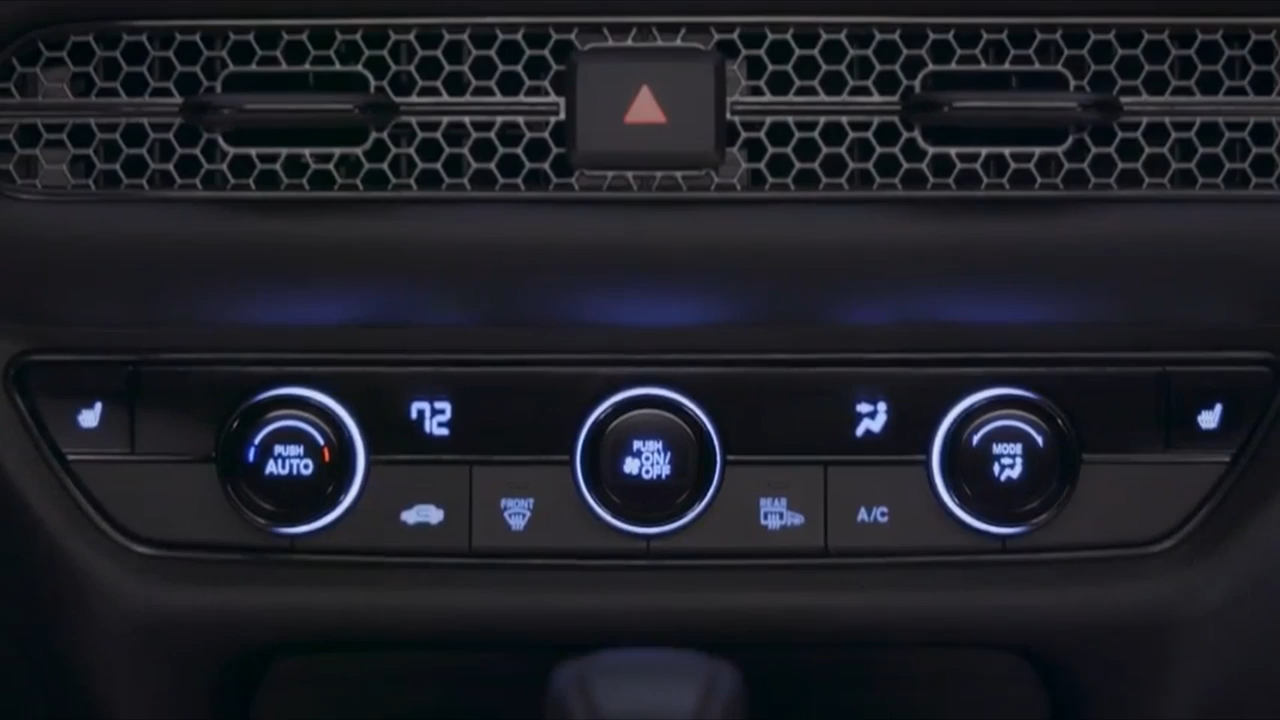 72
PUSH
AUTO
PUSH
ON/
OFF
MODE
FRONT
REAR
A/C